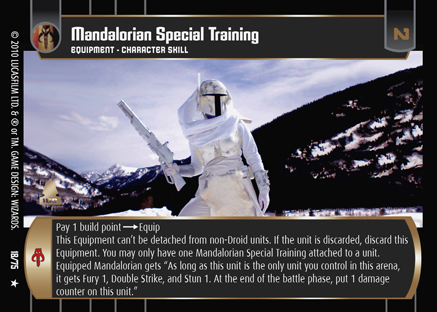 Mandalorian Special Training
EQUIPMENT - CHARACTER SKILL
N
© 2010 LUCASFILM LTD. & ® or TM. GAME DESIGN: WIZARDS.
18/75
Pay 1 build point → Equip
This Equipment can't be detached from non-Droid units. If the unit is discarded, discard this
Equipment. You may only have one Mandalorian Special Training attached to a unit.
Equipped Mandalorian gets "As long as this unit is the only unit you control in this arena,
it gets Fury 1, Double Strike, and Stun 1. At the end of the battle phase, put 1 damage
counter on this unit."